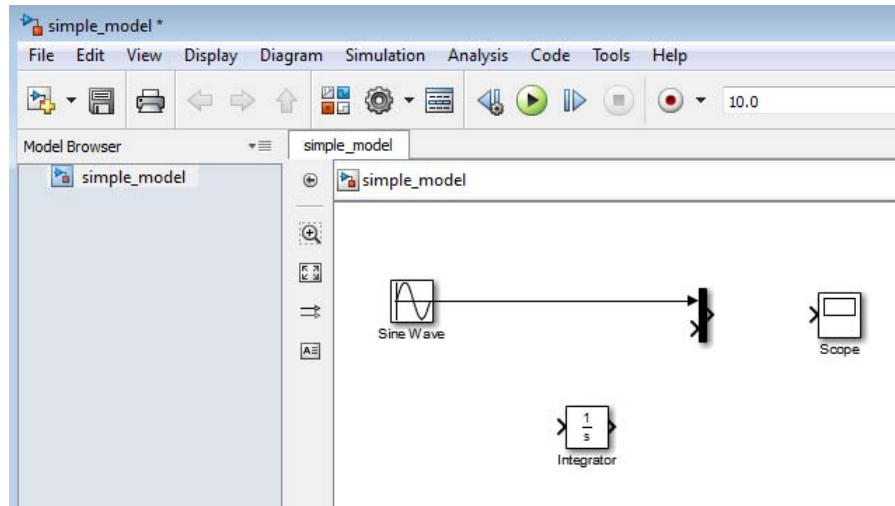 simple_model *
File Edit View Display Diagram Simulation Analysis Code Tools Help
10.0
Model Browser
simple_model
simple_model
simple_model
Sine Wave
Scope
1
s
Integrator